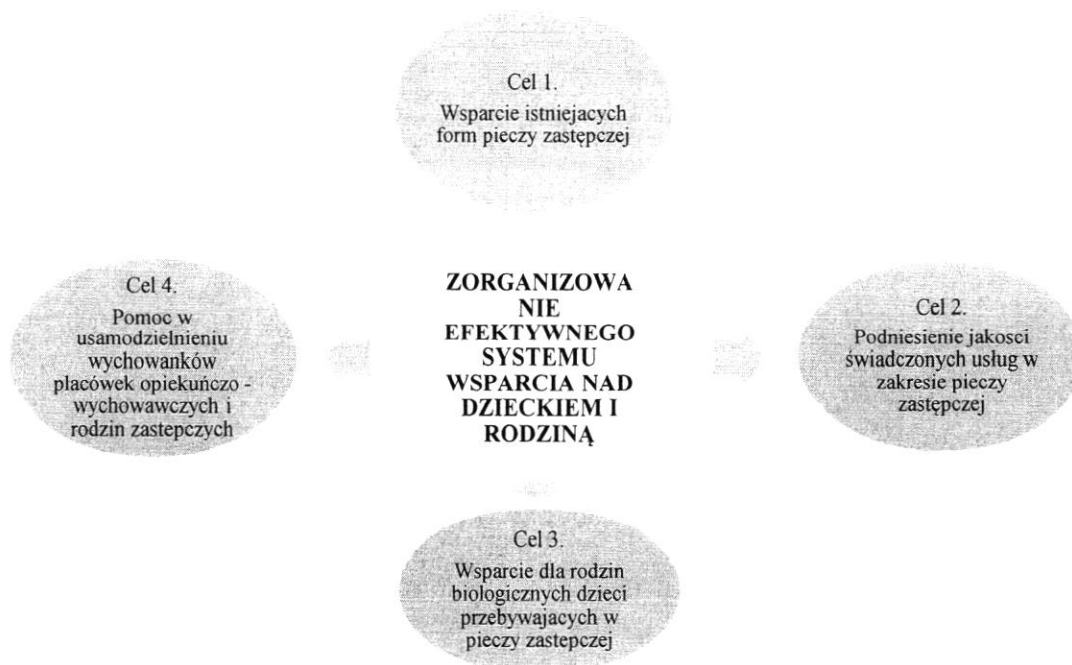 Cel 1.
Wsparcie istniejacych
form pieczy zastępczej
Cel 4.
Pomoc w
usamodzielnieniu
wychowanków
placówek opiekuńczo -
wychowawczych i
rodzin zastepczych
ZORGANIZOWA
NIE
EFEKTYWNEGO
SYSTEMU
WSPARCIA NAD
DZIECKIEM I
RODZINĄ
Cel 2.
Podniesienie jakosci
świadczonych usług w
zakresie pieczy
zastępczej
Cel 3.
Wsparcie dla rodzin
biologicznych dzieci
przebywajacych w
pieczy zastepczej